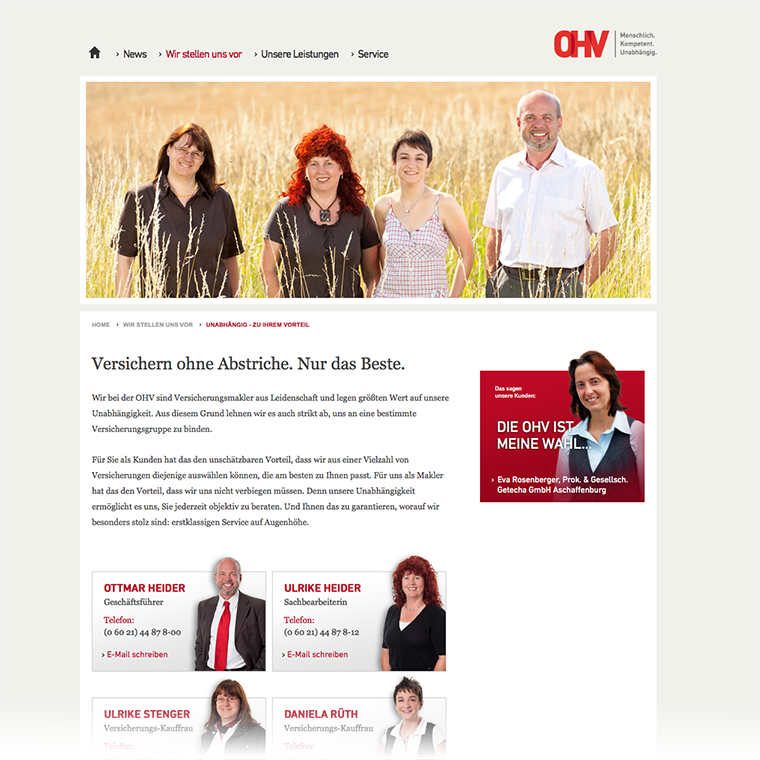 News
Wir stellen uns vor
Unsere Leistungen
Service
OHV
Menschlich.
Kompetent.
Unabhängig.
HOME
WIR STELLEN UNS VOR
UNABHÄNGIG - ZU IHREM VORTEIL
Versichern ohne Abstriche. Nur das Beste.
Wir bei der OHV sind Versicherungsmakler aus Leidenschaft und legen größten Wert auf unsere
Unabhängigkeit. Aus diesem Grund lehnen wir es auch strikt ab, uns an eine bestimmte
Versicherungsgruppe zu binden.
Für Sie als Kunden hat das den unschätzbaren Vorteil, dass wir aus einer Vielzahl von
Versicherungen diejenige auswählen können, die am besten zu Ihnen passt. Für uns als Makler
hat das den Vorteil, dass wir uns nicht verbiegen müssen. Denn unsere Unabhängigkeit
ermöglicht es uns, Sie jederzeit objektiv zu beraten. Und Ihnen das zu garantieren, worauf wir
besonders stolz sind: erstklassigen Service auf Augenhöhe.
Das sagen
unsere Kunden:
DIE OHV IST
MEINE WAHL...
Eva Rosenberger, Prok. & Gesellsch.
Getecha GmbH Aschaffenburg
OTTMAR HEIDER
Geschäftsführer
Telefon:
(0 60 21) 44 87 8-00
E-Mail schreiben
ULRIKE HEIDER
Sachbearbeiterin
Telefon:
(0 60 21) 44 87 8-12
E-Mail schreiben
ULRIKE STENGER
Versicherungs-Kauffrau
Telefon:
DANIELA RÜTH
Versicherungs-Kauffrau
Telefon: